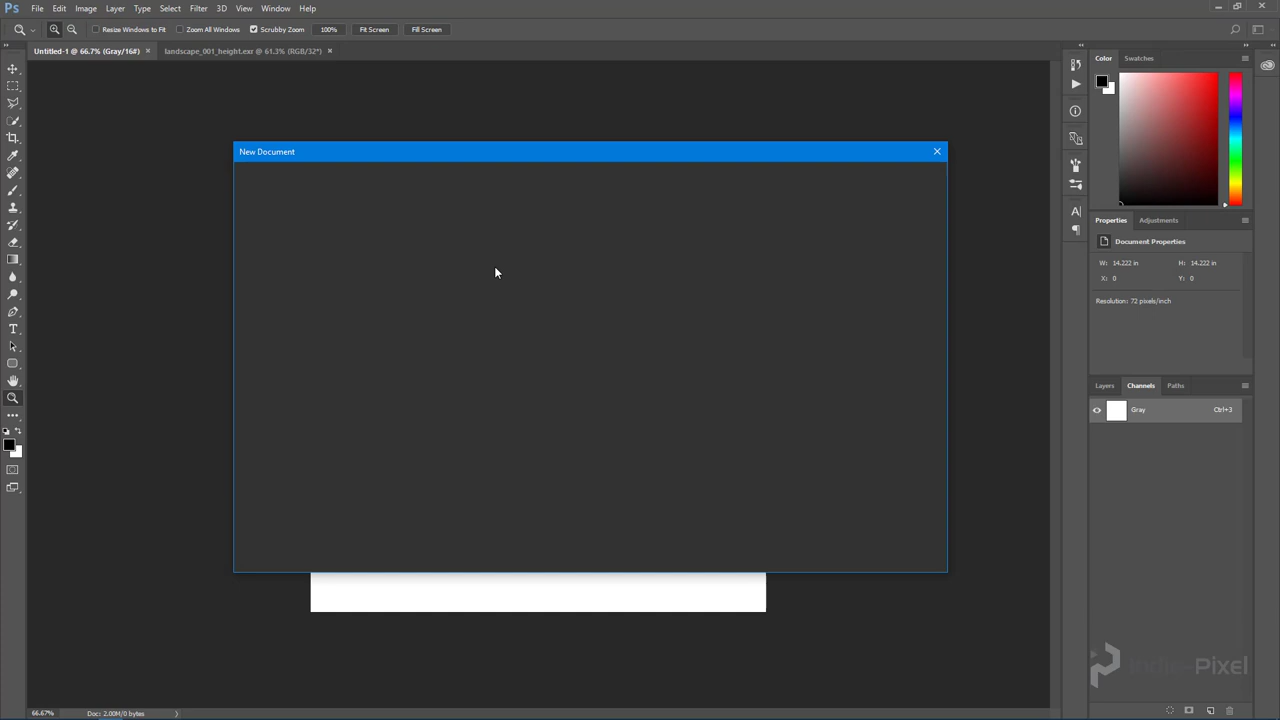 Ps File Edit Image Layer Type Select Filter 3D View Window Help
Resize Windows to Fit Zoom All Windows Scrubby Zoom 100% Fit Screen Fill Screen
Untitled-1 @ 66.7% (Gray/16#) × landscape_001_height.exr @ 61.3% (RGB/32*) ×
New Document
Color Swatches
Properties Adjustments
Document Properties
W: 14.222 in H: 14.222 in
X: 0 Y: 0
Resolution: 72 pixels/inch
Layers Channels Paths
Gray Ctrl+3
Indie-Pixel
66.67% Doc: 2.00M/0 bytes